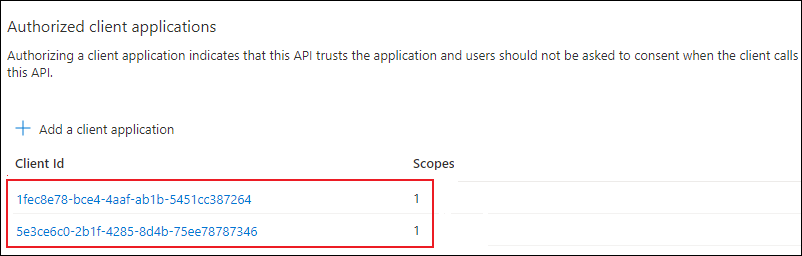 Authorized client applications
Authorizing a client application indicates that this API trusts the application and users should not be asked to consent when the client calls
this API.
Add a client application
Client Id Scopes
1fec8e78-bce4-4aaf-ab1b-5451cc387264 1
5e3ce6c0-2b1f-4285-8d4b-75ee78787346 1